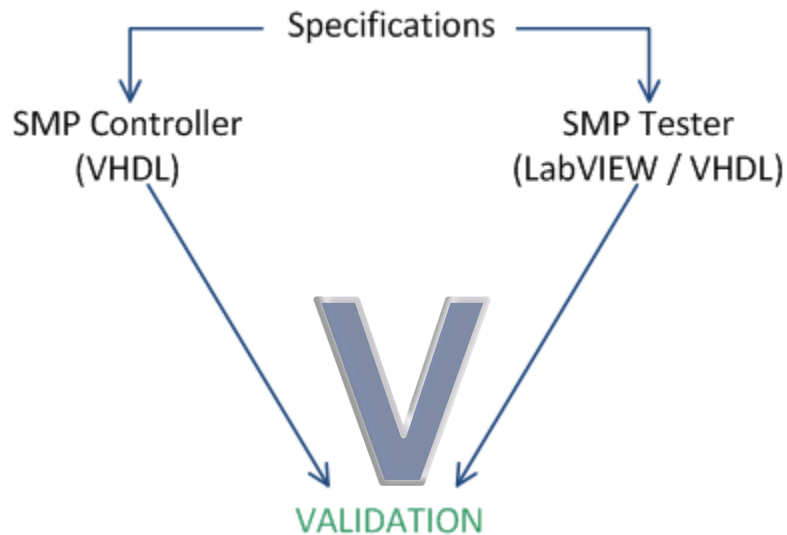 Specifications
SMP Controller
(VHDL)
SMP Tester
(LabVIEW / VHDL)
V
VALIDATION